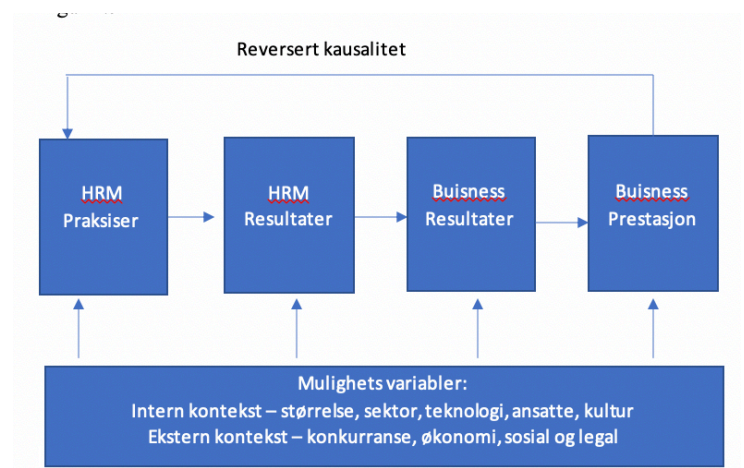 Reversert kausalitet
HRM
Praksiser
HRM
Resultater
Buisness
Resultater
Buisness
Prestasjon
Mulighets variabler:
Intern kontekst – størrelse, sektor, teknologi, ansatte, kultur
Ekstern kontekst – konkurranse, økonomi, sosial og legal